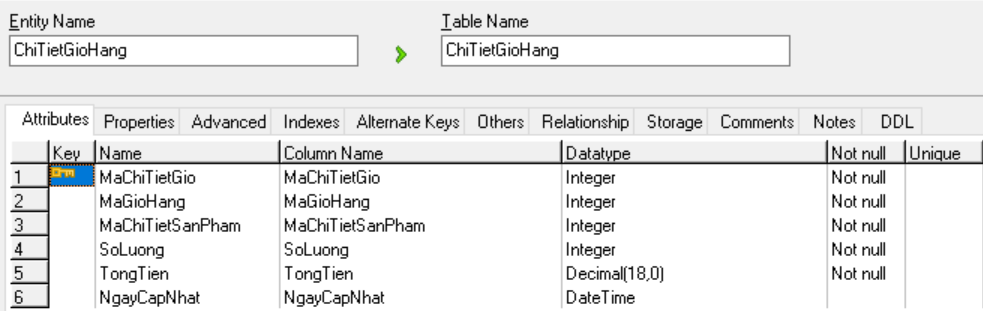 Entity Name Table Name
ChiTietGioHang ChiTietGioHang
Attributes Properties Advanced Indexes Alternate Keys Others Relationship Storage Comments Notes DDL
Key Name Column Name Datatype Not null Unique
1 MaChiTietGio MaChiTietGio Integer Not null
2 MaGioHang MaGioHang Integer Not null
3 MaChiTietSanPham MaChiTietSanPham Integer Not null
4 SoLuong SoLuong Integer Not null
5 TongTien TongTien Decimal(18,0) Not null
6 NgayCapNhat NgayCapNhat DateTime